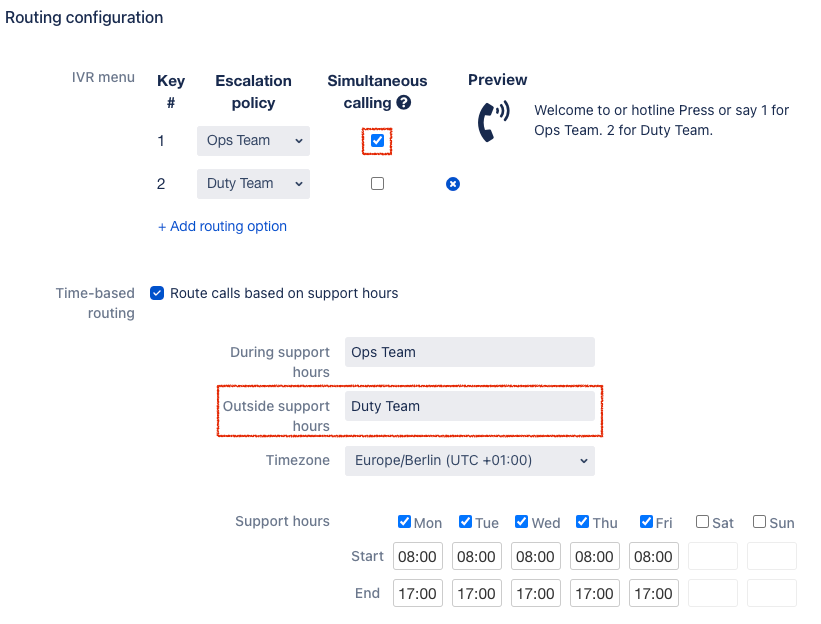 Routing configuration
IVR menu
Key #
Escalation policy
Simultaneous calling ?
Preview
Welcome to or hotline Press or say 1 for
Ops Team. 2 for Duty Team.
1 Ops Team
2 Duty Team
+ Add routing option
Time-based
routing
Route calls based on support hours
During support
hours
Ops Team
Outside support
hours
Duty Team
Timezone Europe/Berlin (UTC +01:00)
Support hours Mon Tue Wed Thu Fri Sat Sun
Start 08:00 08:00 08:00 08:00 08:00
End 17:00 17:00 17:00 17:00 17:00